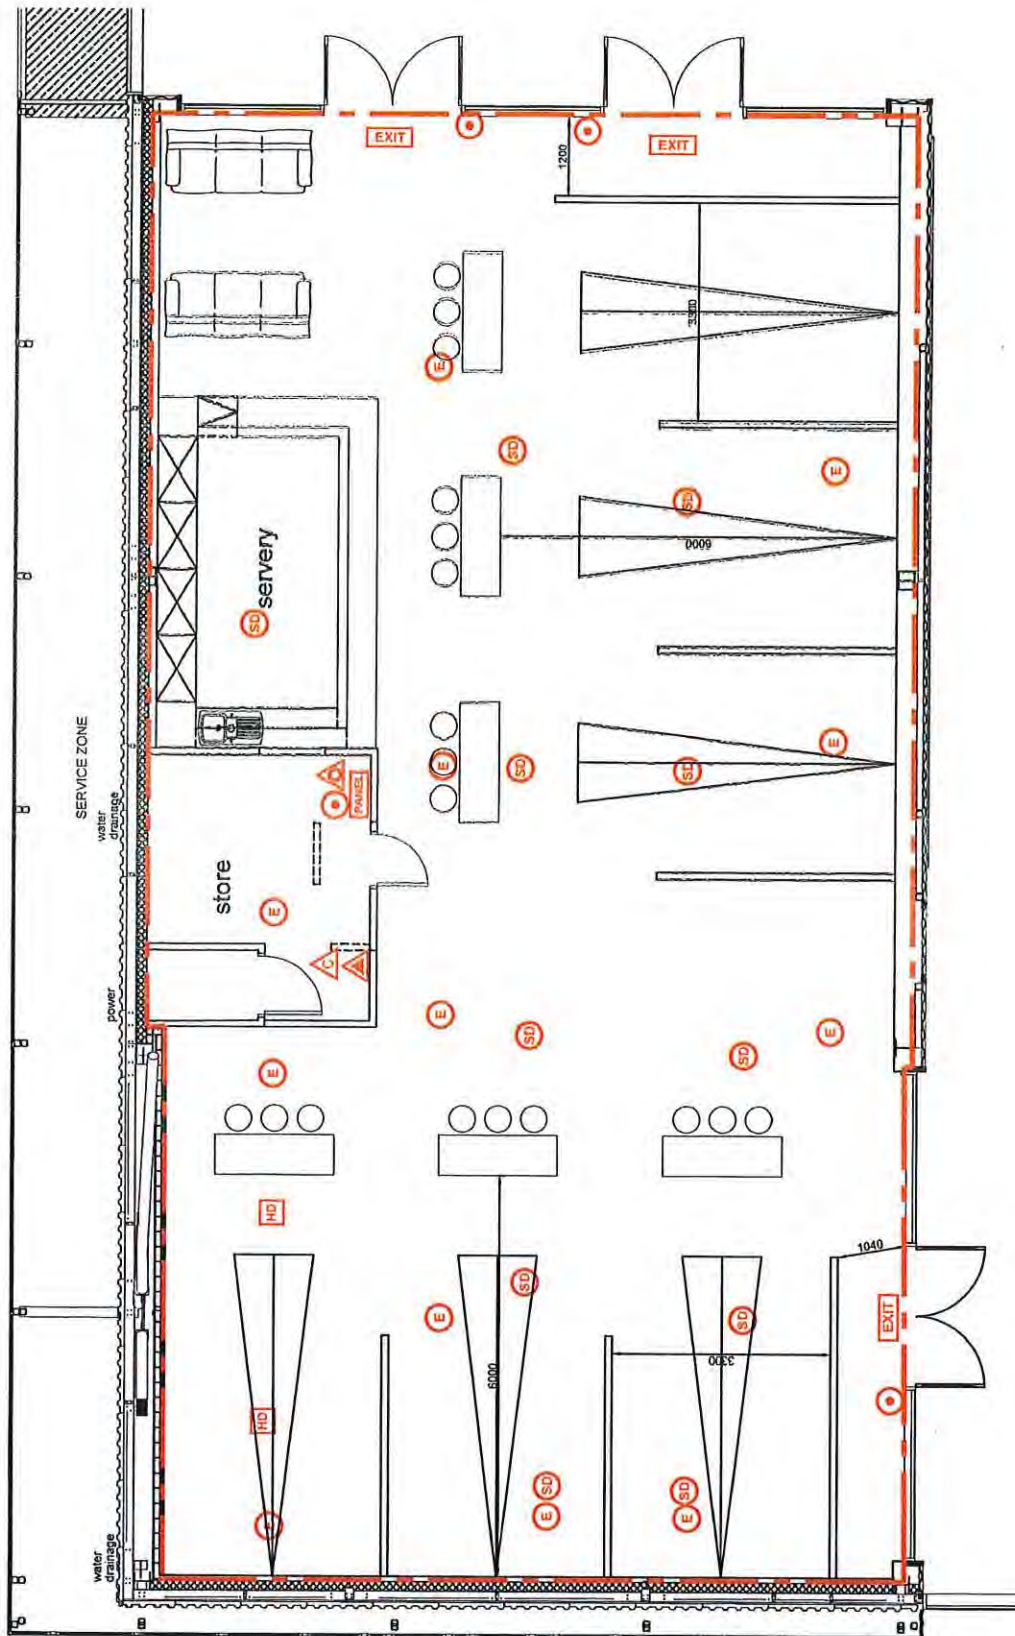 EXIT
EXIT
1200
3300
E
SD
E
SD
6000
servery
SD
SERVICE ZONE
water
drainage
E
E
SD
SD
PANEL
store
E
C
power
E
SD
E
SD
E
HD
1040
SD
E
SD
EXIT
6000
3300
HD
SD
E
SD
E
water
drainage